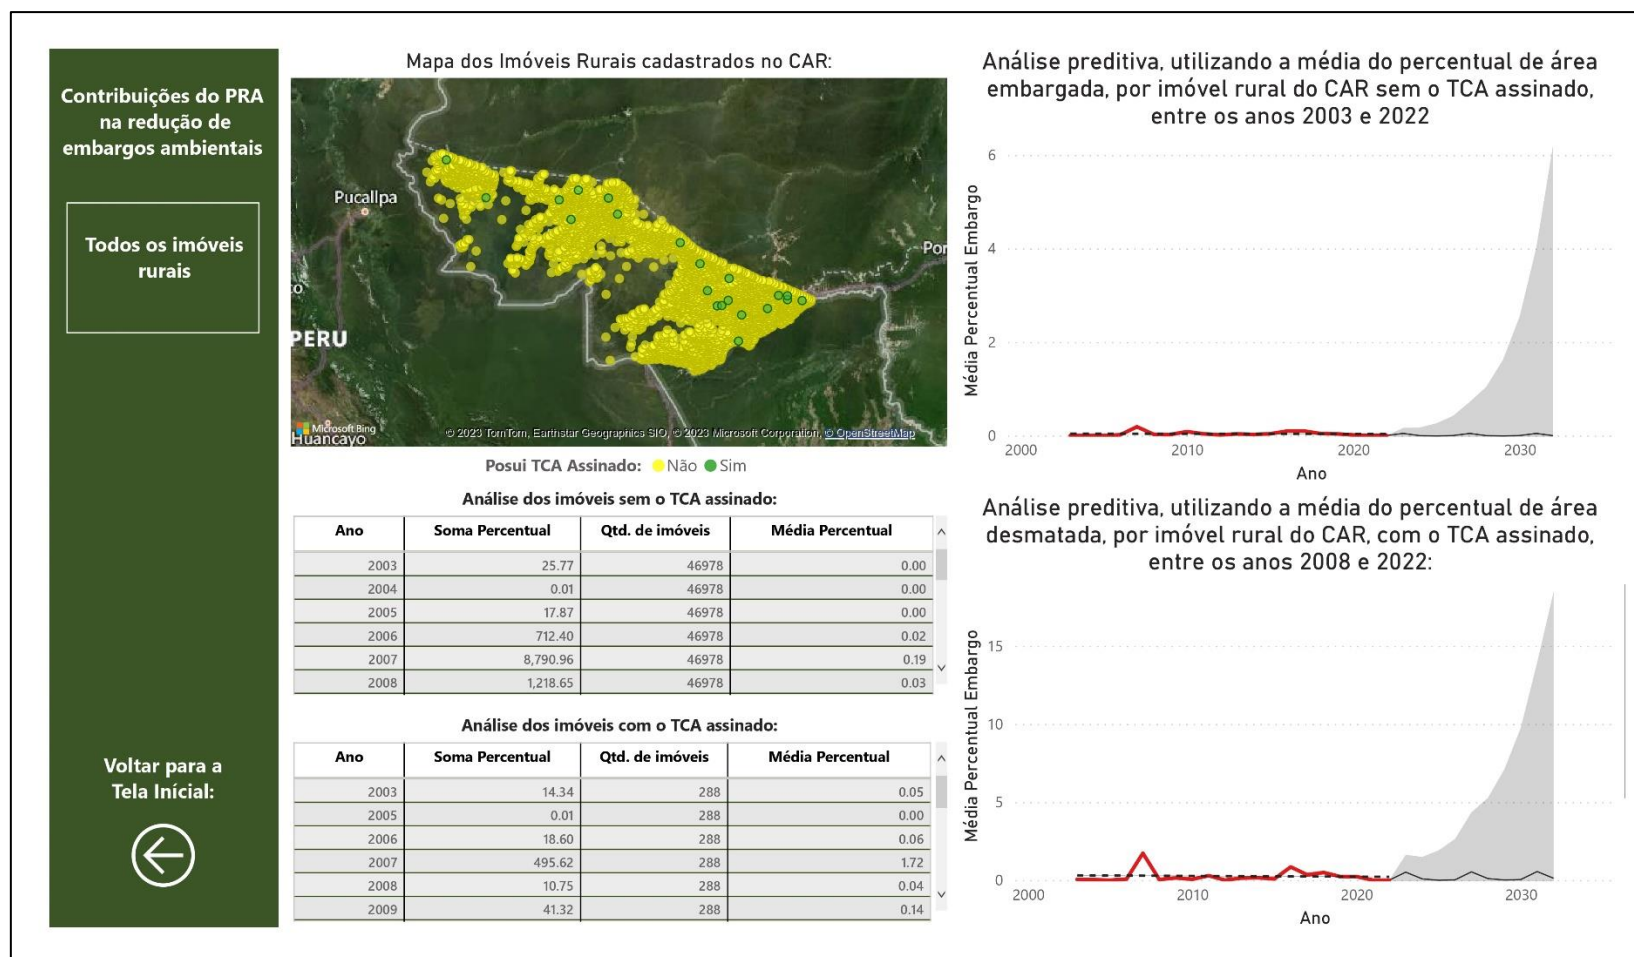 Contribuições do PRA
na redução de
embargos ambientais
Todos os imóveis
rurais
Voltar para a
Tela Inícial:
Mapa dos Imóveis Rurais cadastrados no CAR:
Pucallpa
Por
co
PERU
Huancayo
Microsoft Bing
© 2023 TomTom, Earthstar Geographics SIO, © 2023 Microsoft Corporation, © OpenStreetMap
Posui TCA Assinado: Não Sim
Análise dos imóveis sem o TCA assinado:
Ano Soma Percentual Qtd. de imóveis Média Percentual
2003 25.77 46978 0.00
2004 0.01 46978 0.00
2005 17.87 46978 0.00
2006 712.40 46978 0.02
2007 8,790.96 46978 0.19
2008 1,218.65 46978 0.03
Análise dos imóveis com o TCA assinado:
Ano Soma Percentual Qtd. de imóveis Média Percentual
2003 14.34 288 0.05
2005 0.01 288 0.00
2006 18.60 288 0.06
2007 495.62 288 1.72
2008 10.75 288 0.04
2009 41.32 288 0.14
Análise preditiva, utilizando a média do percentual de área
embargada, por imóvel rural do CAR sem o TCA assinado,
entre os anos 2003 e 2022
Média Percentual Embargo
6
4
2
0
2000 2010 2020 2030
Ano
Análise preditiva, utilizando a média do percentual de área
desmatada, por imóvel rural do CAR, com o TCA assinado,
entre os anos 2008 e 2022:
Média Percentual Embargo
15
10
5
0
2000 2010 2020 2030
Ano